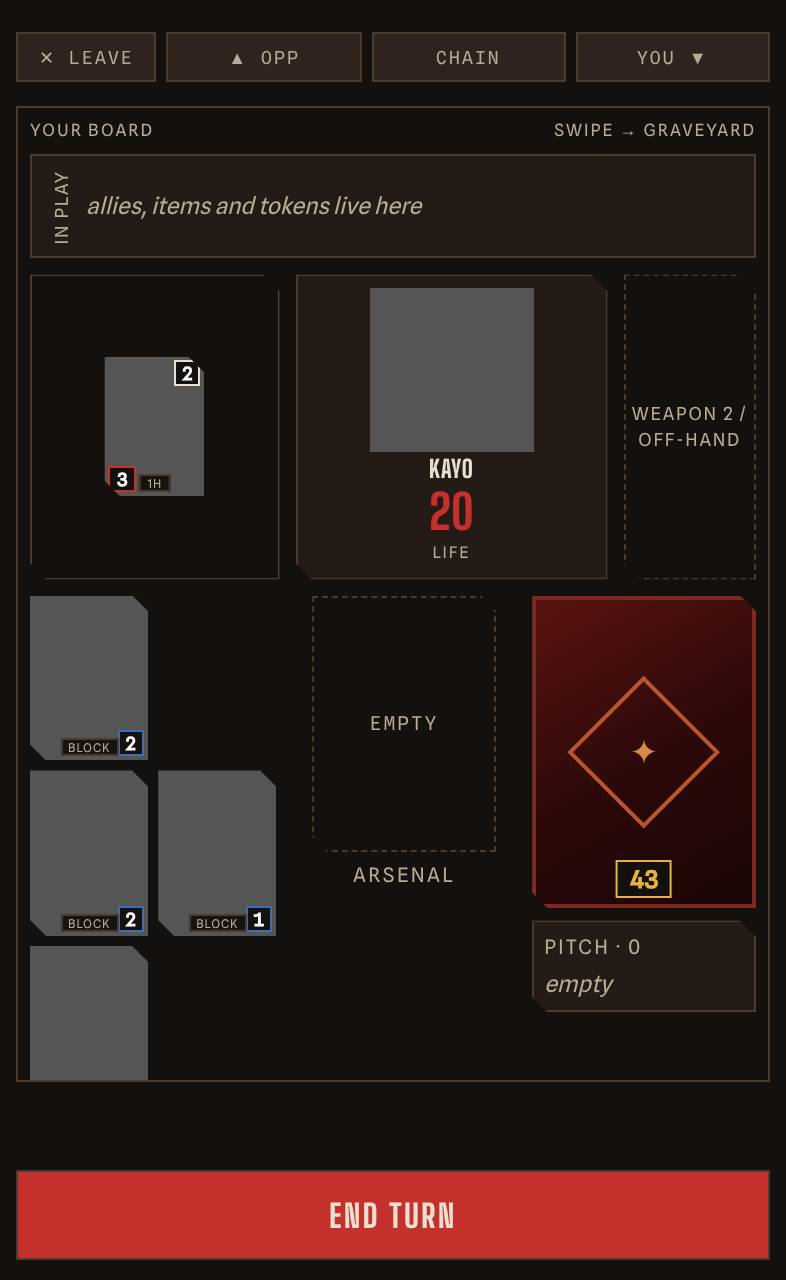 ✕ LEAVE
▲ OPP
CHAIN
YOU ▼
YOUR BOARD
SWIPE → GRAVEYARD
IN PLAY
allies, items and tokens live here
2
3
1H
KAYO
20
LIFE
WEAPON 2 /
OFF-HAND
BLOCK 2
BLOCK 2
BLOCK 1
EMPTY
ARSENAL
43
PITCH · 0
empty
END TURN